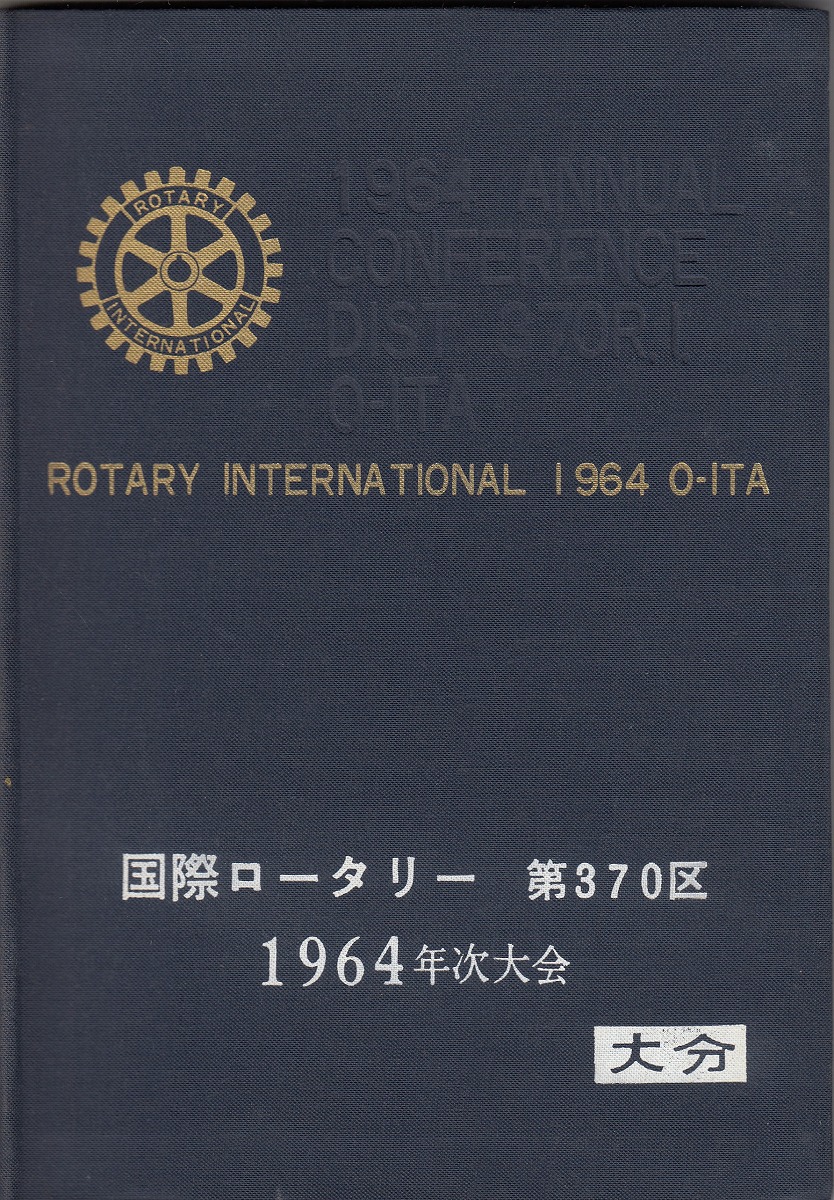 ROTARY
INTERNATIONAL
1964 ANNUAL
CONFERENCE
DIST 370R.I.
O-ITA
ROTARY INTERNATIONAL 1964 O-ITA
国際ロータリー 第370区
1964年次大会
大分